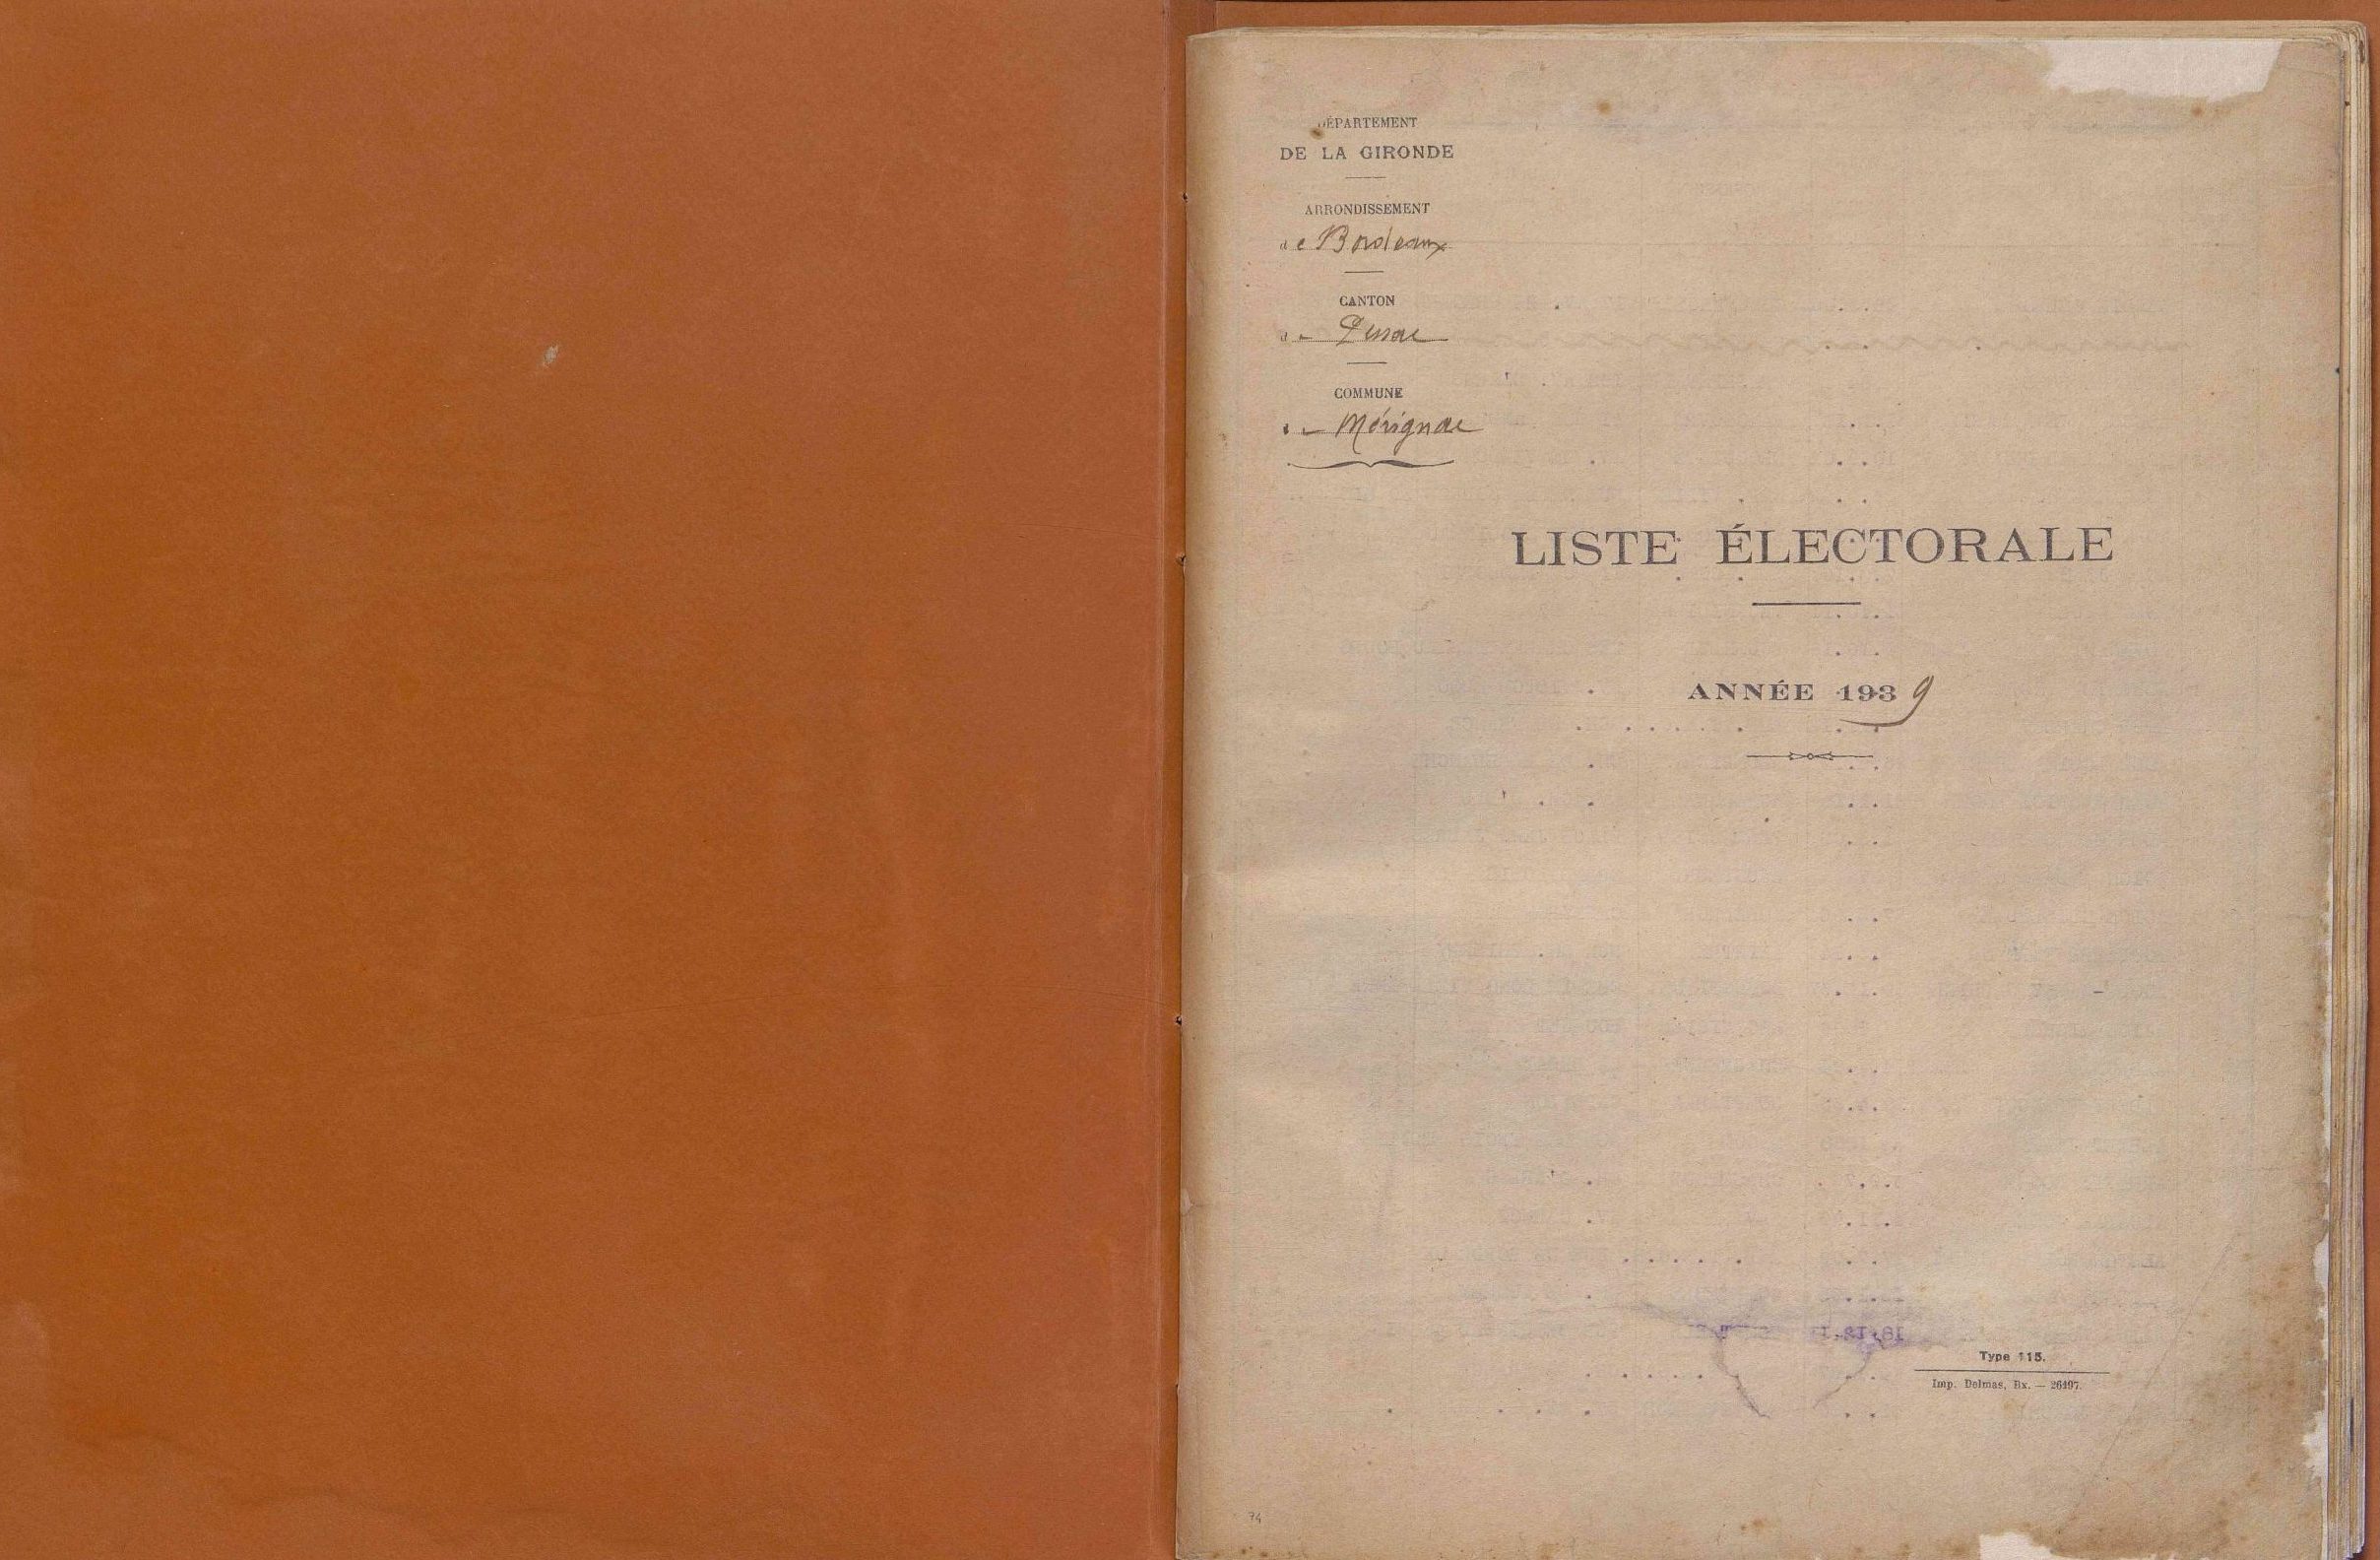 DÉPARTEMENT
DE LA GIRONDE
ARRONDISSEMENT
de Bordeaux
CANTON
de Pessac
COMMUNE
de Mérignac
LISTE ÉLECTORALE
ANNÉE 1939
Type 115.
Imp. Delmas, Bx. — 26497.
74